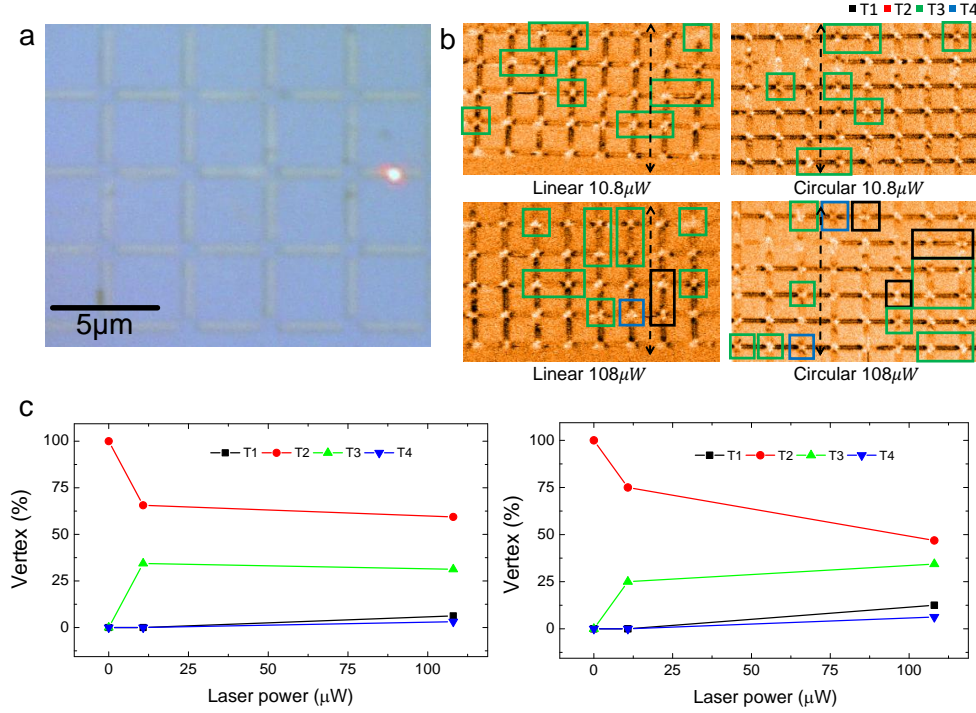 T1 T2 T3 T4
a
b
5μm
Linear 10.8μW
Circular 10.8μW
Linear 108μW
Circular 108μW
c
T1 T2 T3 T4
100
75
50
25
0
Vertex (%)
0 25 50 75 100
Laser power (μW)
T1 T2 T3 T4
100
75
50
25
0
Vertex (%)
0 25 50 75 100
Laser power (μW)